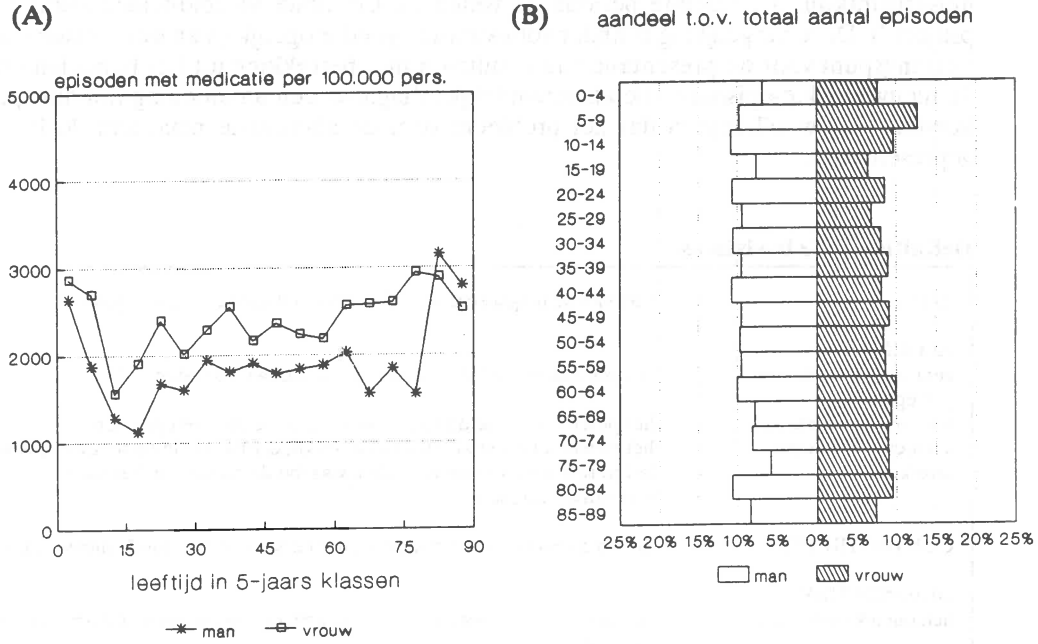 (A)
episoden met medicatie per 100.000 pers.
5000
4000
3000
2000
1000
0
0 15 30 45 60 75 90
leeftijd in 5-jaars klassen
man vrouw
(B)
aandeel t.o.v. totaal aantal episoden
0-4
5-9
10-14
15-19
20-24
25-29
30-34
35-39
40-44
45-49
50-54
55-59
60-64
65-69
70-74
75-79
80-84
85-89
25% 20% 15% 10% 5% 0% 5% 10% 15% 20% 25%
man vrouw